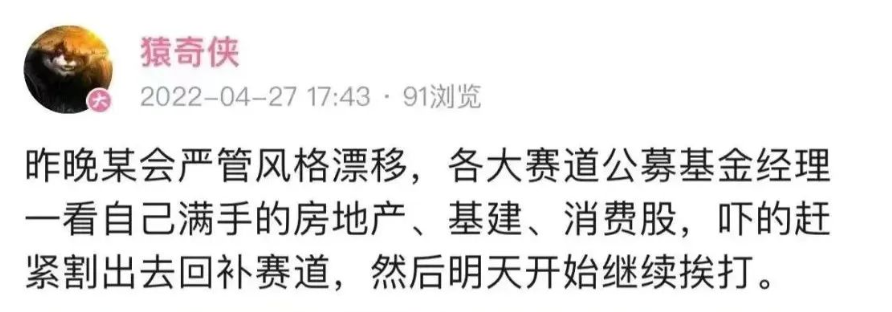 猿奇侠
大
2022-04-27 17:43 · 91浏览
昨晚某会严管风格漂移，各大赛道公募基金经理
一看自己满手的房地产、基建、消费股，吓的赶
紧割出去回补赛道，然后明天开始继续挨打。